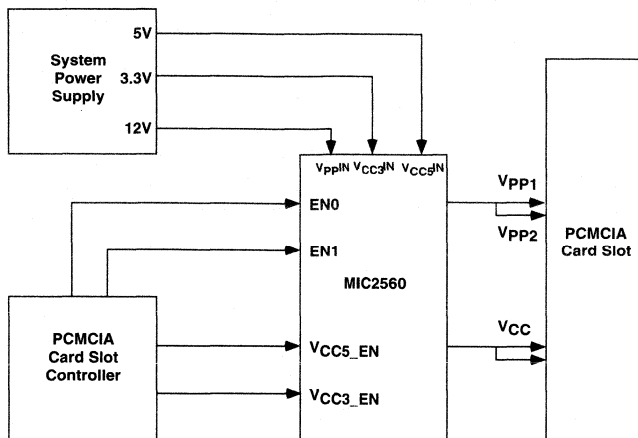 5V
System
Power
Supply
3.3V
12V
VPPIN VCC3IN VCC5IN
EN0
EN1
MIC2560
VCC5_EN
VCC3_EN
PCMCIA
Card Slot
Controller
VPP1
VPP2
PCMCIA
Card Slot
VCC